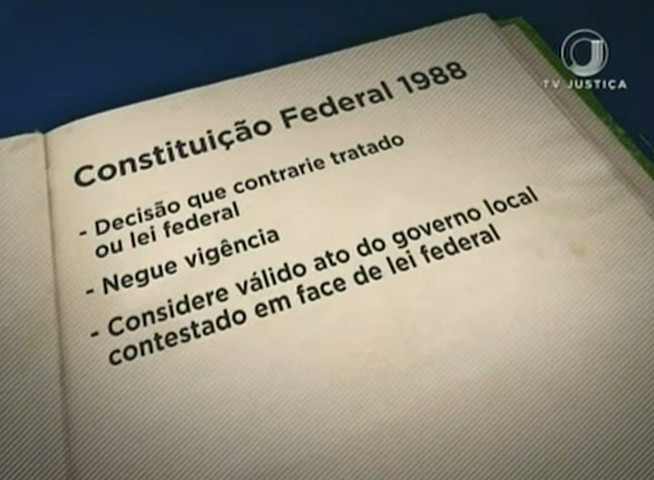 TV JUSTIÇA
Constituição Federal 1988
- Decisão que contrarie tratado
ou lei federal
- Negue vigência
- Considere válido ato do governo local
contestado em face de lei federal